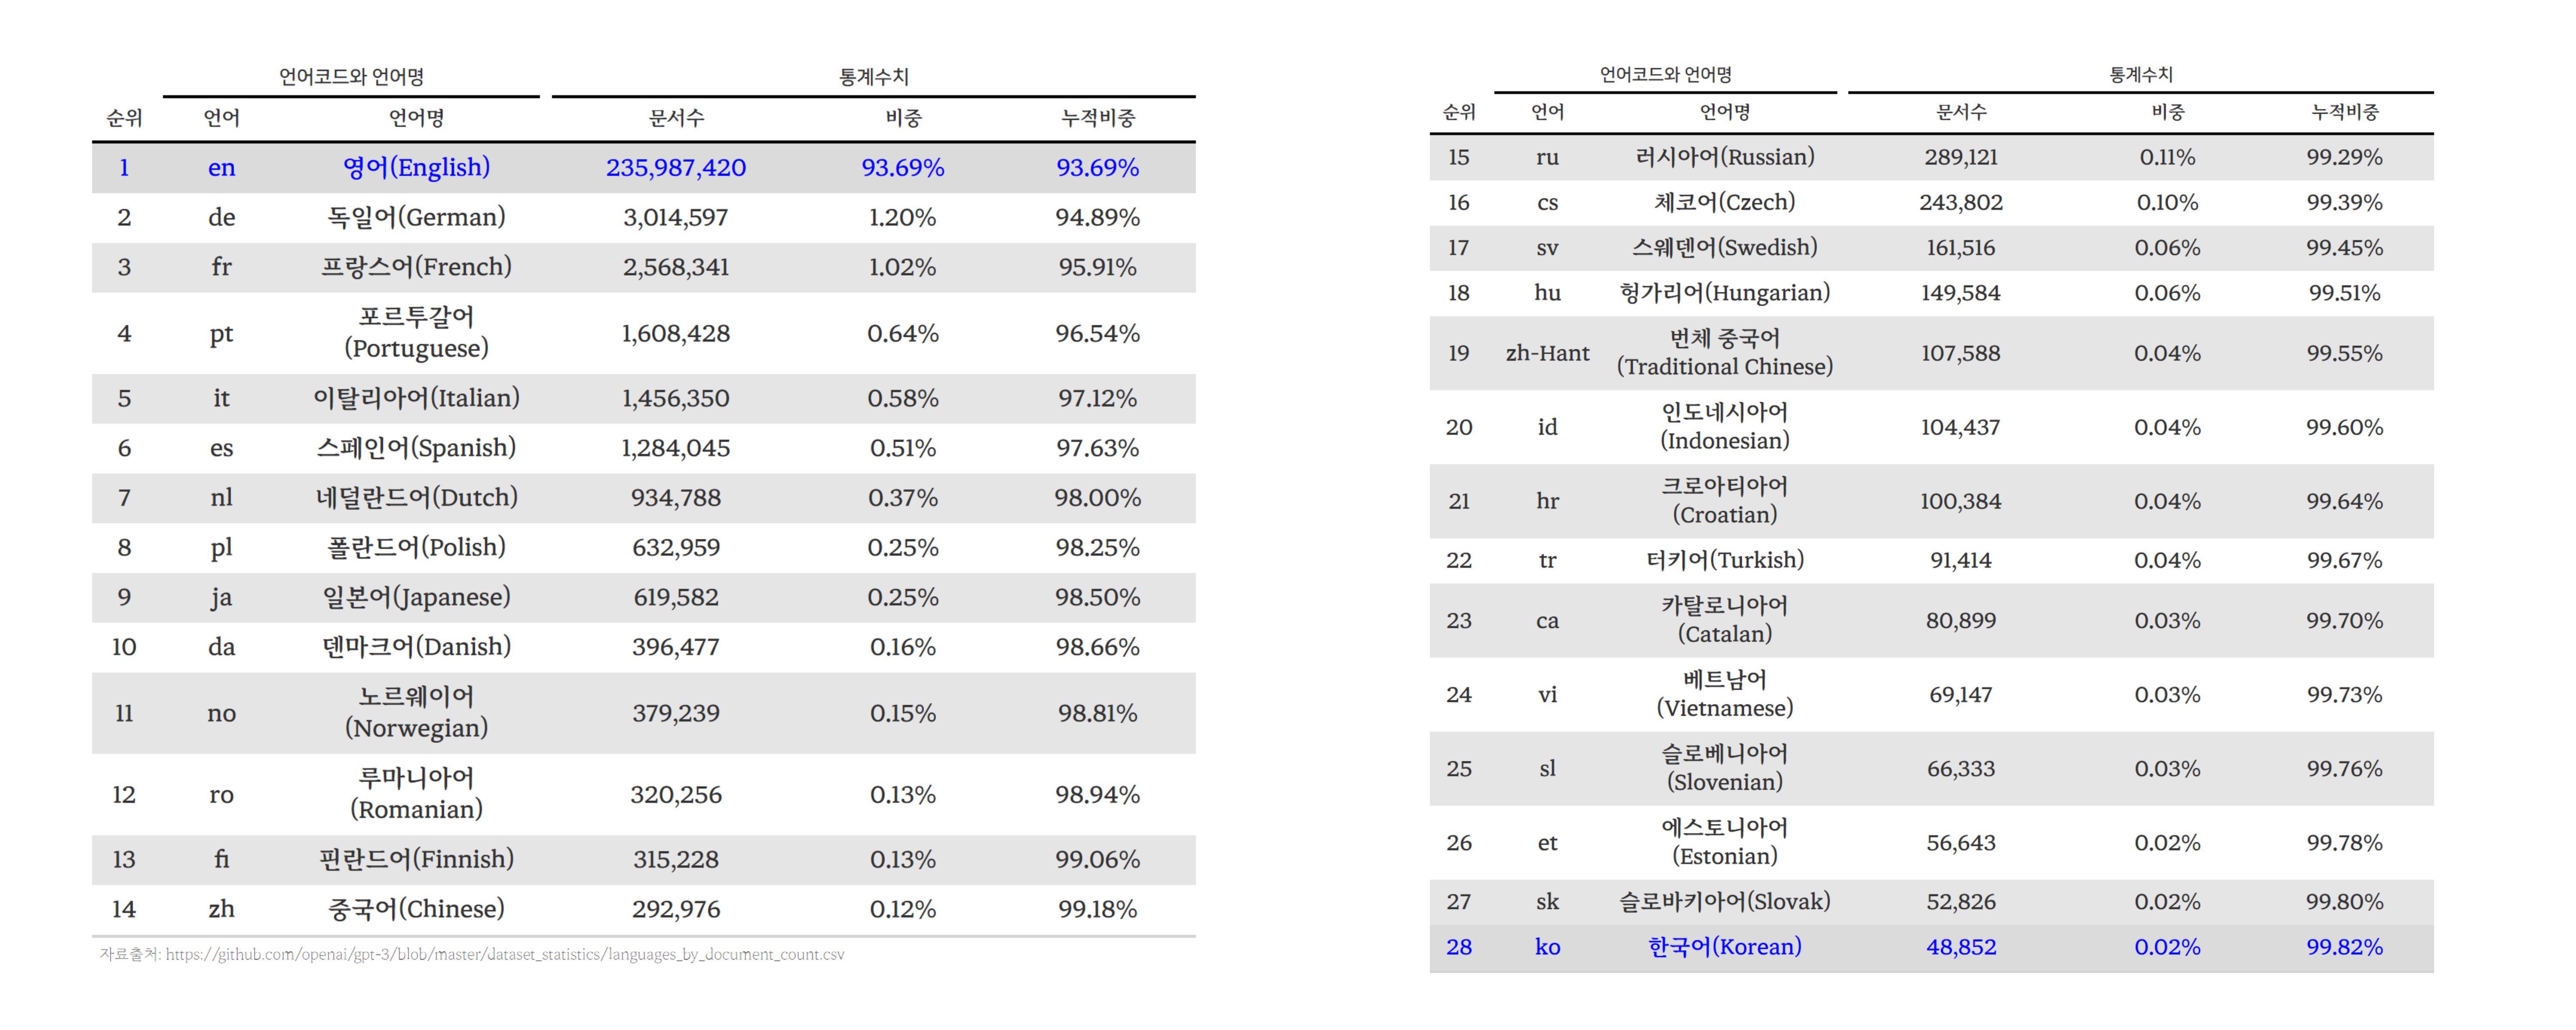 언어코드와 언어명 통계수치
순위 언어 언어명 문서수 비중 누적비중
1 en 영어(English) 235,987,420 93.69% 93.69%
2 de 독일어(German) 3,014,597 1.20% 94.89%
3 fr 프랑스어(French) 2,568,341 1.02% 95.91%
4 pt 포르투갈어
(Portuguese) 1,608,428 0.64% 96.54%
5 it 이탈리아어(Italian) 1,456,350 0.58% 97.12%
6 es 스페인어(Spanish) 1,284,045 0.51% 97.63%
7 nl 네덜란드어(Dutch) 934,788 0.37% 98.00%
8 pl 폴란드어(Polish) 632,959 0.25% 98.25%
9 ja 일본어(Japanese) 619,582 0.25% 98.50%
10 da 덴마크어(Danish) 396,477 0.16% 98.66%
11 no 노르웨이어
(Norwegian) 379,239 0.15% 98.81%
12 ro 루마니아어
(Romanian) 320,256 0.13% 98.94%
13 fi 핀란드어(Finnish) 315,228 0.13% 99.06%
14 zh 중국어(Chinese) 292,976 0.12% 99.18%
자료출처: https://github.com/openai/gpt-3/blob/master/dataset_statistics/languages_by_document_count.csv
언어코드와 언어명 통계수치
순위 언어 언어명 문서수 비중 누적비중
15 ru 러시아어(Russian) 289,121 0.11% 99.29%
16 cs 체코어(Czech) 243,802 0.10% 99.39%
17 sv 스웨덴어(Swedish) 161,516 0.06% 99.45%
18 hu 헝가리어(Hungarian) 149,584 0.06% 99.51%
19 zh-Hant 번체 중국어
(Traditional Chinese) 107,588 0.04% 99.55%
20 id 인도네시아어
(Indonesian) 104,437 0.04% 99.60%
21 hr 크로아티아어
(Croatian) 100,384 0.04% 99.64%
22 tr 터키어(Turkish) 91,414 0.04% 99.67%
23 ca 카탈로니아어
(Catalan) 80,899 0.03% 99.70%
24 vi 베트남어
(Vietnamese) 69,147 0.03% 99.73%
25 sl 슬로베니아어
(Slovenian) 66,333 0.03% 99.76%
26 et 에스토니아어
(Estonian) 56,643 0.02% 99.78%
27 sk 슬로바키아어(Slovak) 52,826 0.02% 99.80%
28 ko 한국어(Korean) 48,852 0.02% 99.82%